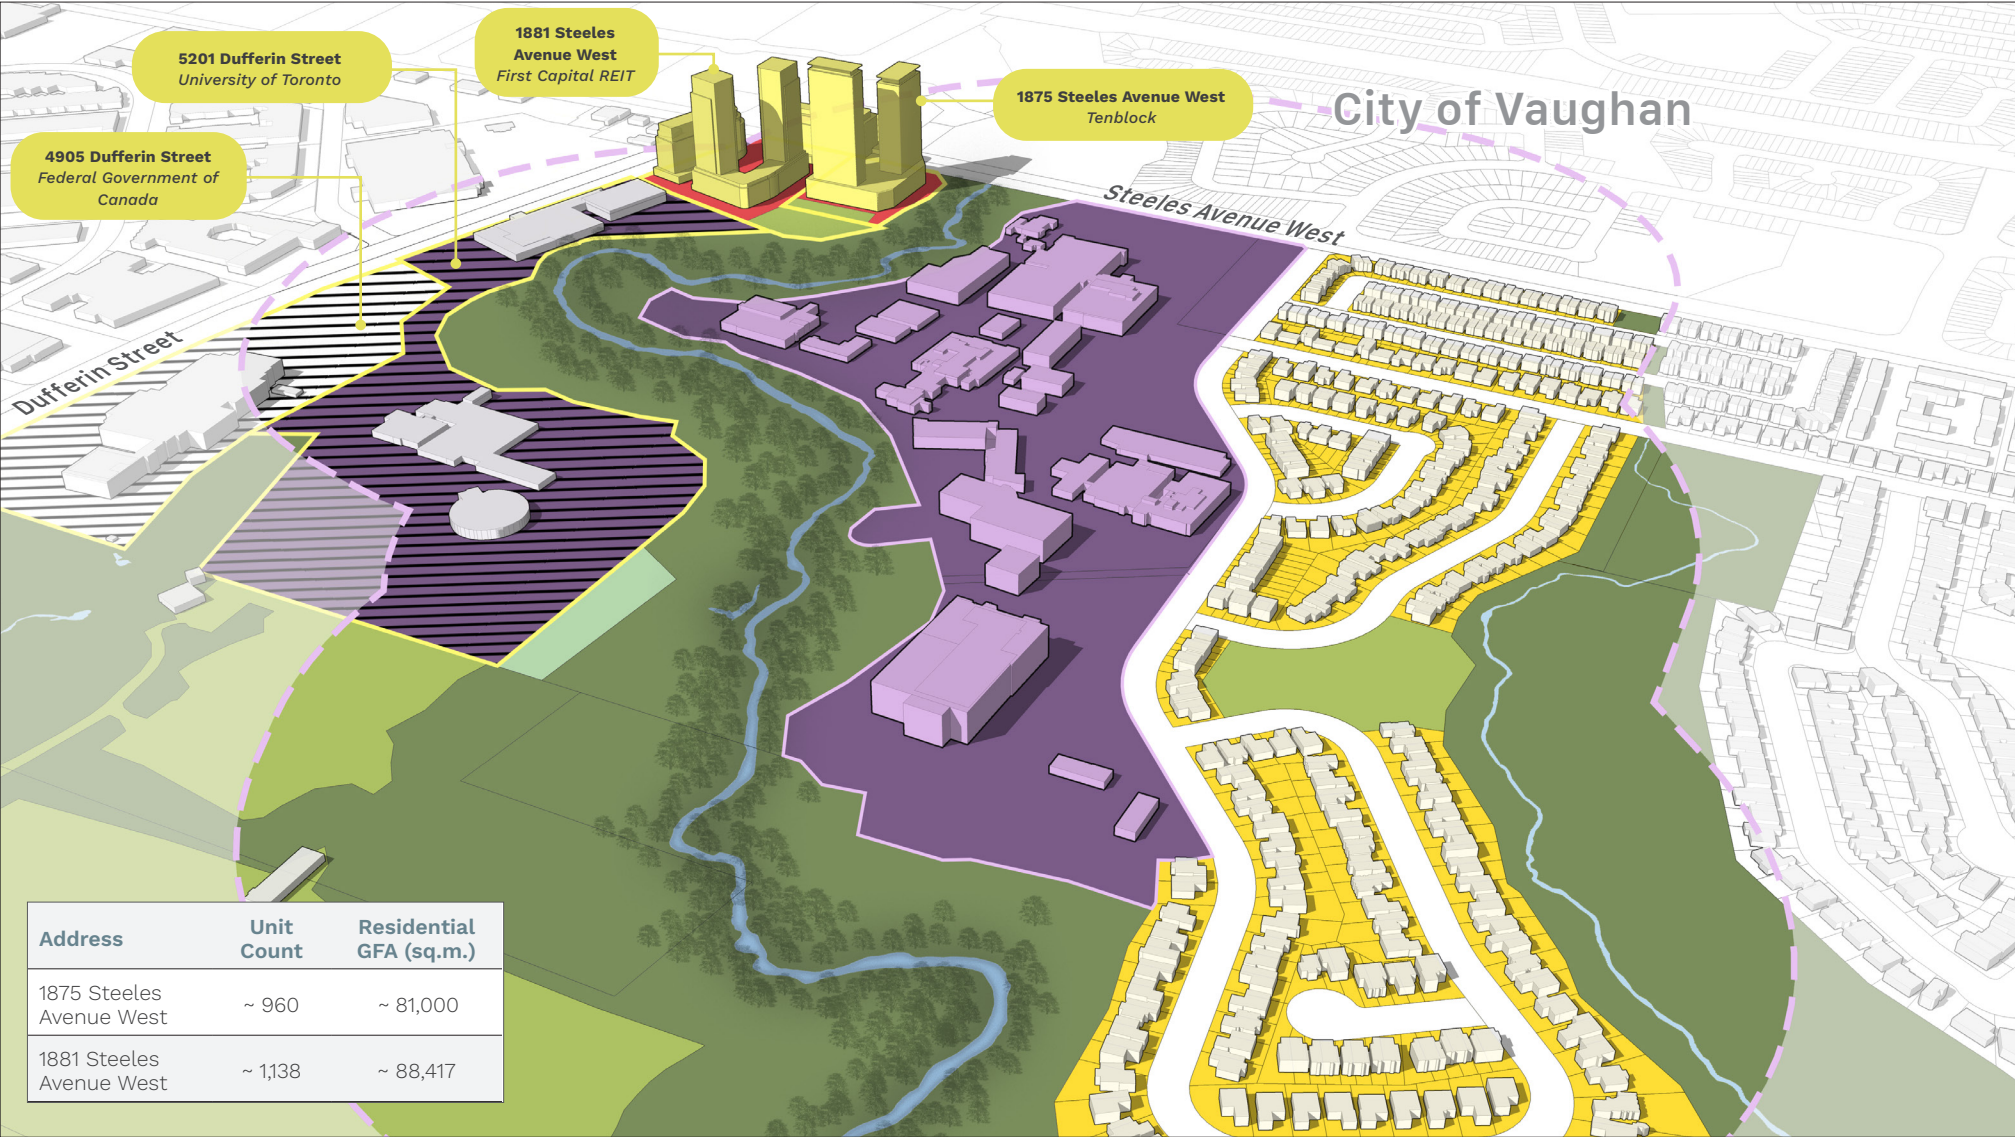 1881 Steeles
Avenue West
First Capital REIT
5201 Dufferin Street
University of Toronto
1875 Steeles Avenue West
Tenblock
City of Vaughan
4905 Dufferin Street
Federal Government of
Canada
Steeles Avenue West
Dufferin Street
Address Unit Count Residential GFA (sq.m.)
1875 Steeles Avenue West ~ 960 ~ 81,000
1881 Steeles Avenue West ~ 1,138 ~ 88,417